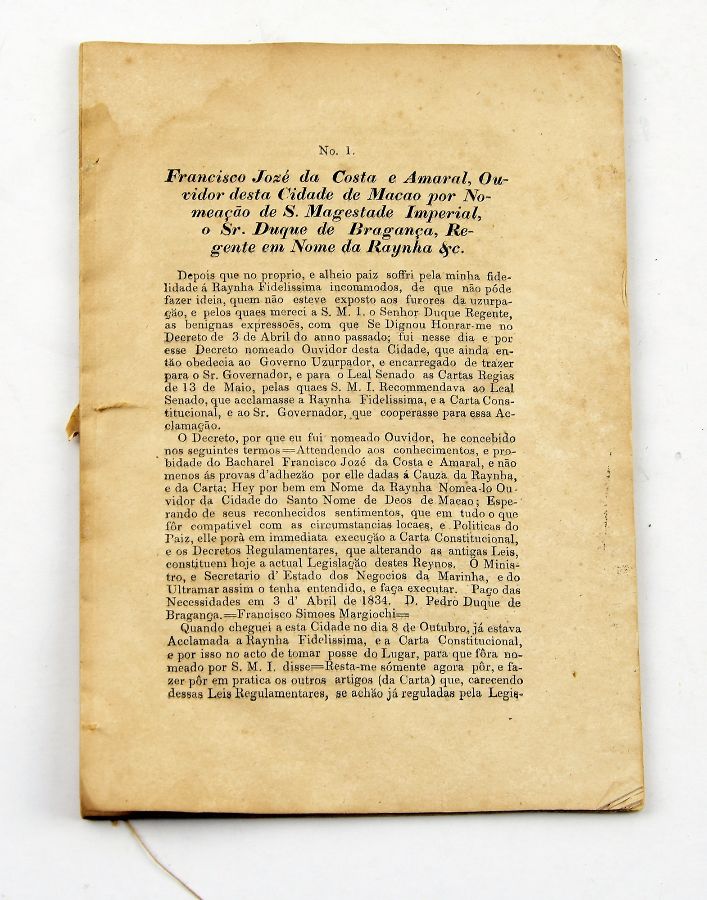 No. 1.
Francisco Jozé da Costa e Amaral, Ou-
vidor desta Cidade de Macao por No-
meação de S. Magestade Imperial,
o Sr. Duque de Bragança, Re-
gente em Nome da Raynha &c.
Depois que no proprio, e alheio paiz soffri pela minha fide-
lidade á Raynha Fidelissima incommodos, de que não póde
fazer ideia, quem não esteve exposto aos furores da uzurpa-
ção, e pelos quaes mereci a S. M. I. o Senhor Duque Regente,
as benignas expressoẽs, com que Se Dignou Honrar-me no
Decreto de 3 de Abril do anno passado; fui nesse dia e por
esse Decreto nomeado Ouvidor desta Cidade, que ainda en-
tão obedecia ao Governo Uzurpador, e encarregado de trazer
para o Sr. Governador, e para o Leal Senado as Cartas Regias
de 13 de Maio, pelas quaes S. M. I. Recommendava ao Leal
Senado, que acclamasse a Raynha Fidelissima, e a Carta Cons-
titucional, e ao Sr. Governador, que cooperasse para essa Ac-
clamação.
O Decreto, por que eu fui nomeado Ouvidor, he concebido
nos seguintes termos=Attendendo aos conhecimentos, e pro-
bidade do Bacharel Francisco Jozé da Costa e Amaral, e não
menos ás provas d'adhezão por elle dadas á Cauza da Raynha,
e da Carta; Hey por bem em Nome da Raynha Nomea-lo Ou-
vidor da Cidade do Santo Nome de Deos de Macao; Espe-
rando de seus reconhecidos sentimentos, que em tudo o que
fôr compativel com as circumstancias locaes, e Politicas do
Paiz, elle porà em immediata execução a Carta Constitucional,
e os Decretos Regulamentares, que alterando as antigas Leis,
constituem hoje a actual Legislação destes Reynos. O Minis-
tro, e Secretario d' Estado dos Negocios da Marinha, e do
Ultramar assim o tenha entendido, e faça executar. Paço das
Necessidades em 3 d' Abril de 1834. D. Pedro Duque de
Bragança.=Francisco Simoes Margiochi=
Quando cheguei a esta Cidade no dia 8 de Outubro, já estava
Acclamada a Raynha Fidelissima, e a Carta Constitucional,
e por isso no acto de tomar posse do Lugar, para que fôra no-
meado por S. M. I. disse=Resta-me sómente agora pôr, e fa-
zer pôr em pratica os outros artigos (da Carta) que, carecendo
dessas Leis Regulamentares, se achão já reguladas pela Legis-